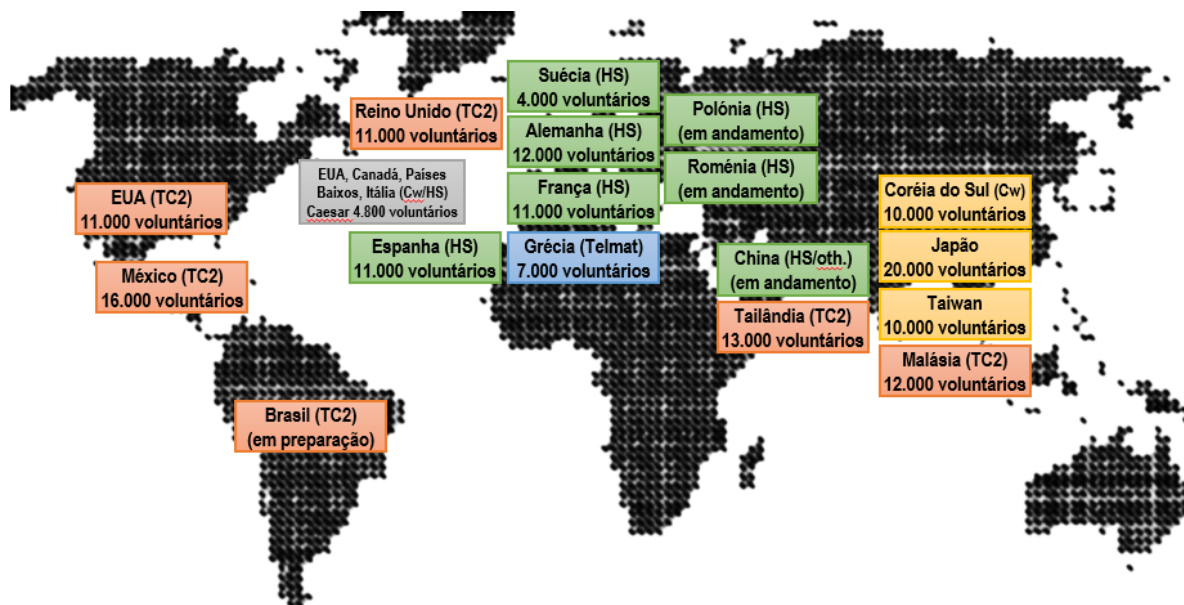 Suécia (HS)
4.000 voluntários
Reino Unido (TC2)
11.000 voluntários
Polónia (HS)
(em andamento)
Alemanha (HS)
12.000 voluntários
Roménia (HS)
(em andamento)
EUA, Canadá, Países
Baixos, Itália (Cw/HS)
Caesar 4.800 voluntários
França (HS)
11.000 voluntários
EUA (TC2)
11.000 voluntários
Coréia do Sul (Cw)
10.000 voluntários
Espanha (HS)
11.000 voluntários
Grécia (Telmat)
7.000 voluntários
China (HS/oth.)
(em andamento)
Japão
20.000 voluntários
México (TC2)
16.000 voluntários
Tailândia (TC2)
13.000 voluntários
Taiwan
10.000 voluntários
Malásia (TC2)
12.000 voluntários
Brasil (TC2)
(em preparação)